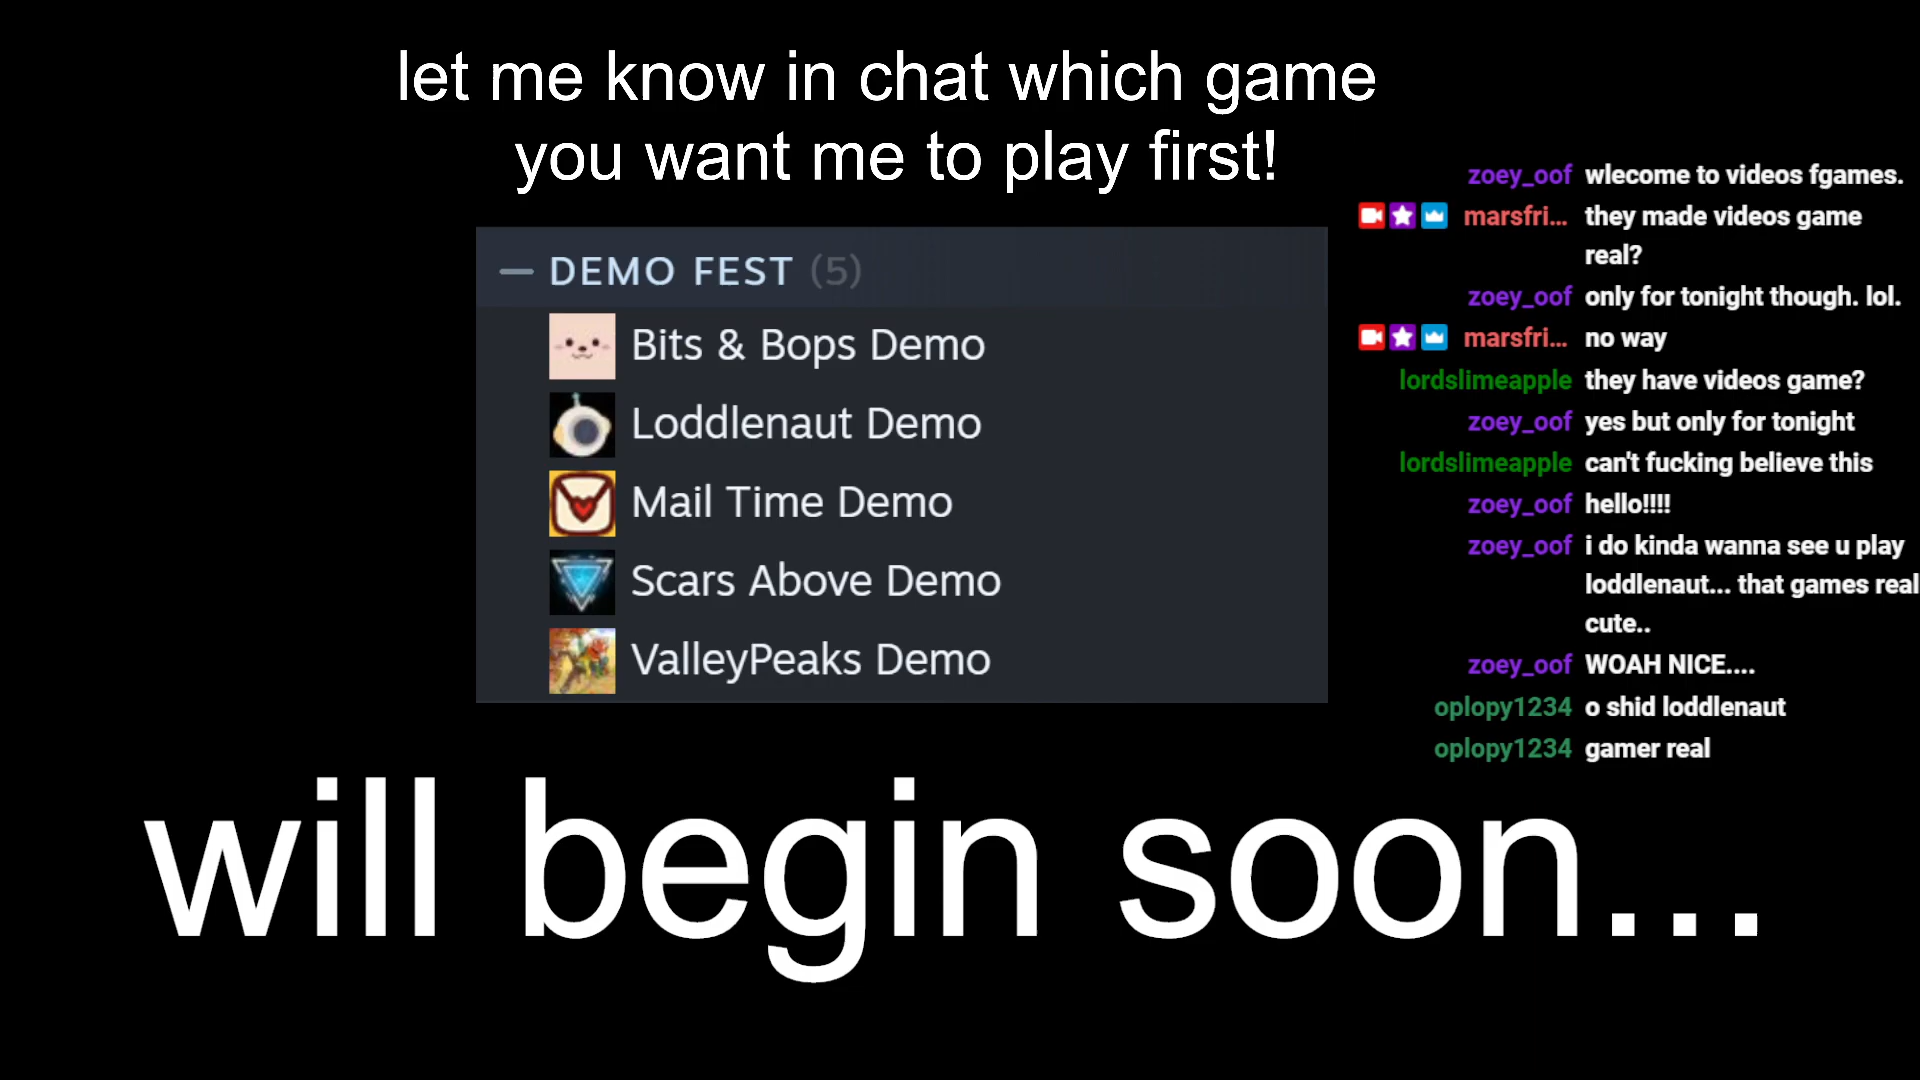 let me know in chat which game
you want me to play first!
DEMO FEST (5)
Bits & Bops Demo
Loddlenaut Demo
Mail Time Demo
Scars Above Demo
ValleyPeaks Demo
zoey_oof wlecome to videos fgames.
marsfri... they made videos game
real?
zoey_oof only for tonight though. lol.
marsfri... no way
lordslimeapple they have videos game?
zoey_oof yes but only for tonight
lordslimeapple can't fucking believe this
zoey_oof hello!!!!
zoey_oof i do kinda wanna see u play
loddlenaut... that games real
cute..
zoey_oof WOAH NICE....
oplopy1234 o shid loddlenaut
oplopy1234 gamer real
will begin soon...